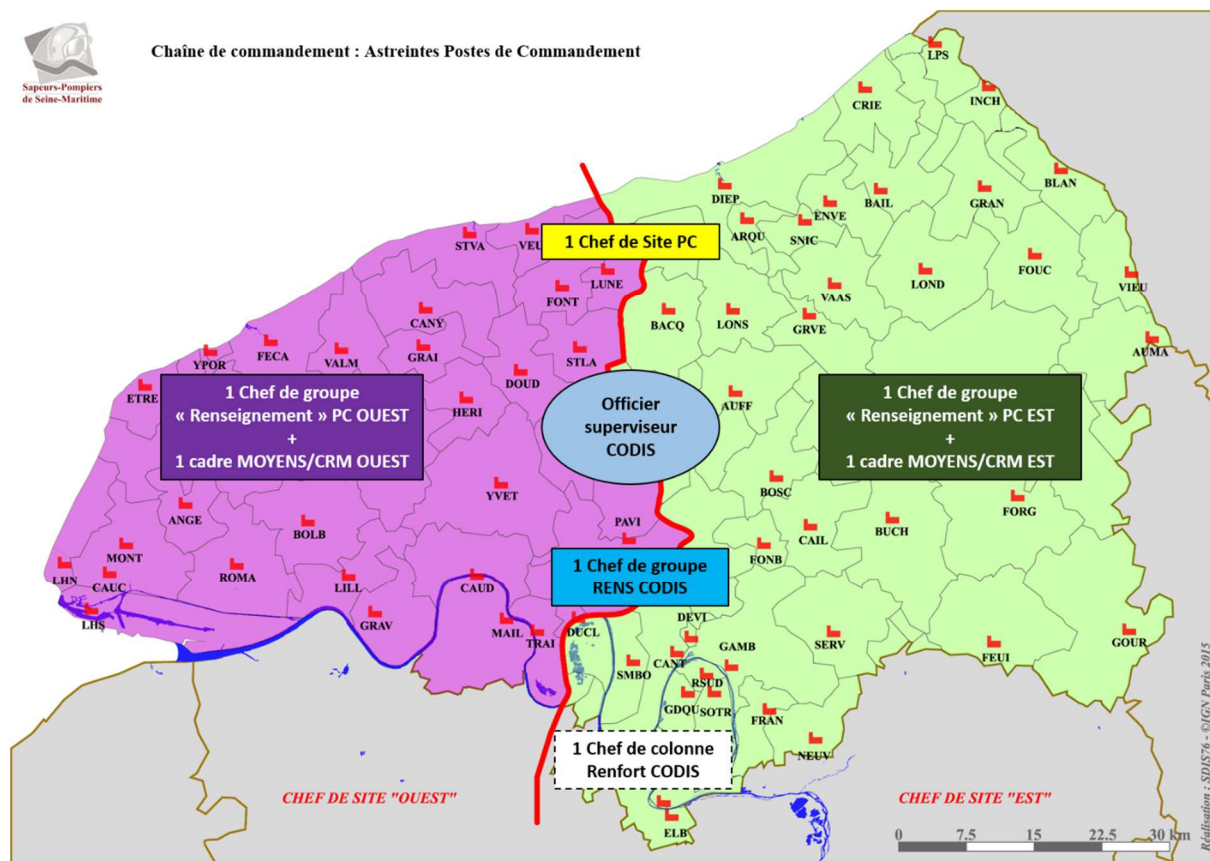 Chaîne de commandement : Astreintes Postes de Commandement
Sapeurs-Pompiers
de Seine-Maritime
LPS
INCH
CRIE
BLAN
DIEP
ENVE
BAIL
GRAN
ARQU
SNIC
STVA
VEU
1 Chef de Site PC
FOUC
LUNE
FONT
VAAS
LOND
VIEU
CANY
BACQ
LONS
GRVE
YPOR
FECA
VALM
GRAI
STLA
AUMA
ETRE
DOUD
HERI
AUFF
1 Chef de groupe
« Renseignement » PC OUEST
+
1 cadre MOYENS/CRM OUEST
Officier
superviseur
CODIS
1 Chef de groupe
« Renseignement » PC EST
+
1 cadre MOYENS/CRM EST
YVET
BOSC
ANGE
BOLB
PAVI
FORG
MONT
CAIL
BUCH
FONB
LHN
CAUC
ROMA
LILL
CAUD
1 Chef de groupe
RENS CODIS
LHS
GRAV
MAIL
TRAI
DUCL
DEVI
SERV
FEUI
GOUR
SMBO
CANT
GAMB
RSUD
GDQU
SOTR
FRAN
NEUV
1 Chef de colonne
Renfort CODIS
CHEF DE SITE "OUEST"
CHEF DE SITE "EST"
ELB
0 7.5 15 22.5 30 km
Réalisation : SDIS76 - ©IGN Paris 2015